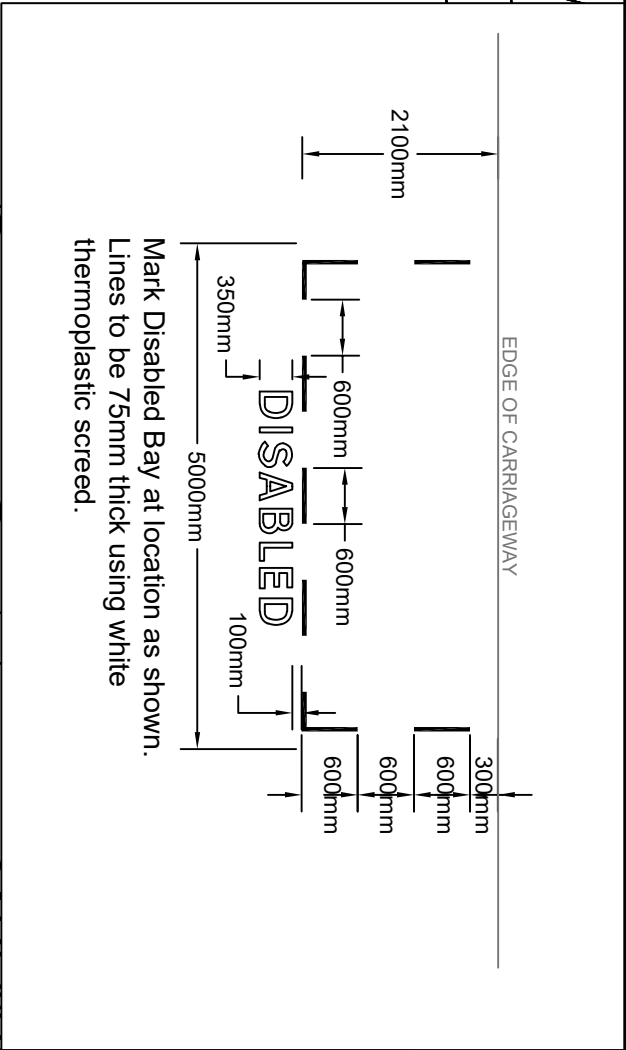 EDGE OF CARRIAGEWAY
2100mm
300mm
600mm
600mm
600mm
600mm
600mm
350mm
DISABLED
100mm
5000mm
Mark Disabled Bay at location as shown.
Lines to be 75mm thick using white
thermoplastic screed.